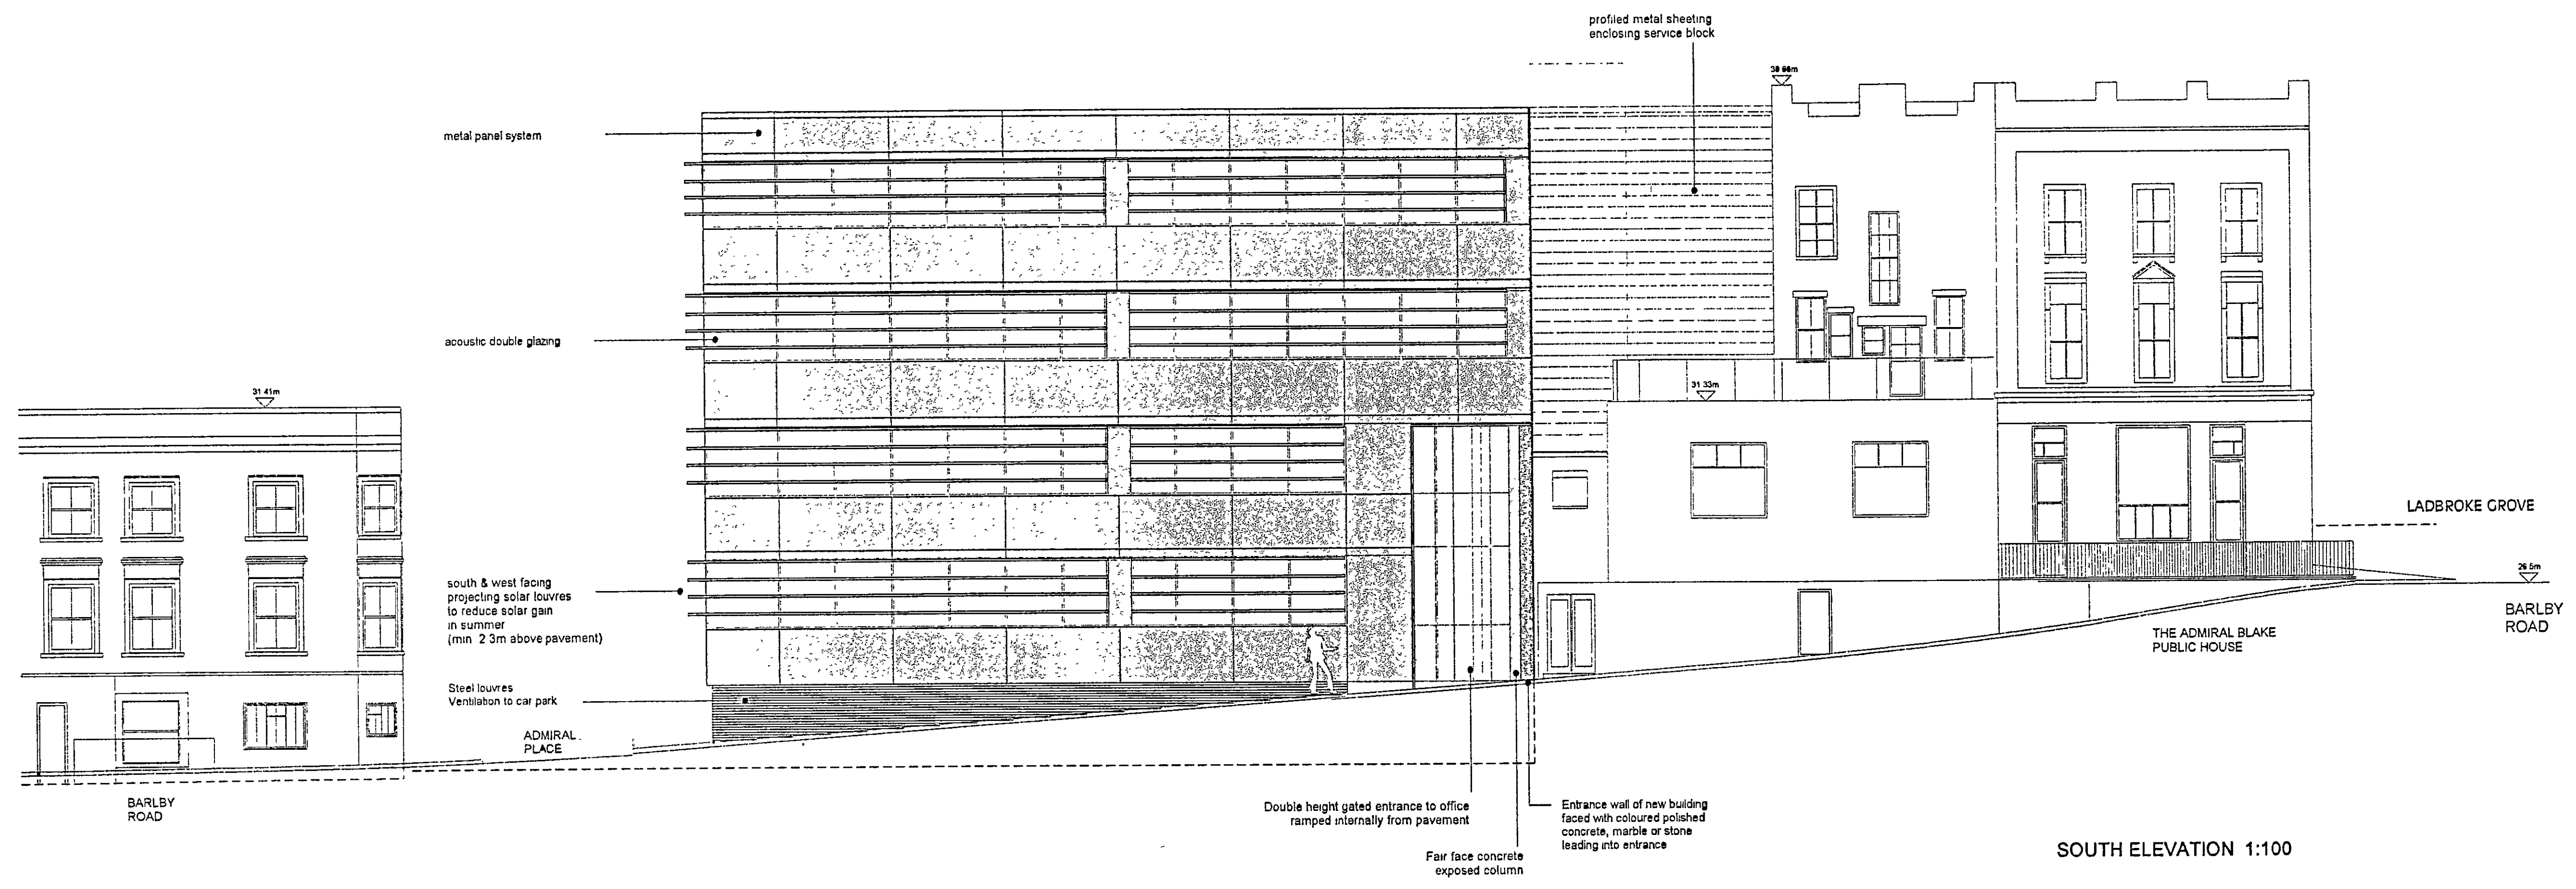 profiled metal sheeting
enclosing service block
38 66m
metal panel system
acoustic double glazing
31 41m
31 33m
LADBROKE GROVE
26 5m
BARLBY
ROAD
THE ADMIRAL BLAKE
PUBLIC HOUSE
south & west facing
projecting solar louvres
to reduce solar gain
in summer
(min 2 3m above pavement)
Steel louvres
Ventilation to car park
ADMIRAL
PLACE
BARLBY
ROAD
Double height gated entrance to office
ramped internally from pavement
Entrance wall of new building
faced with coloured polished
concrete, marble or stone
leading into entrance
Fair face concrete
exposed column
SOUTH ELEVATION 1:100